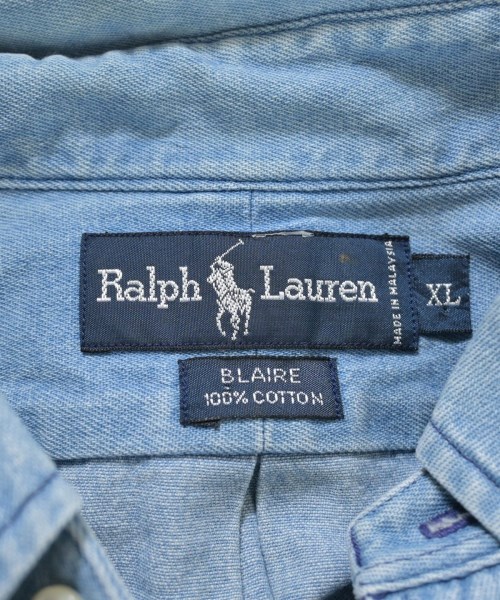 Ralph Lauren
MADE IN MALAYSIA
XL
BLAIRE
100% COTTON